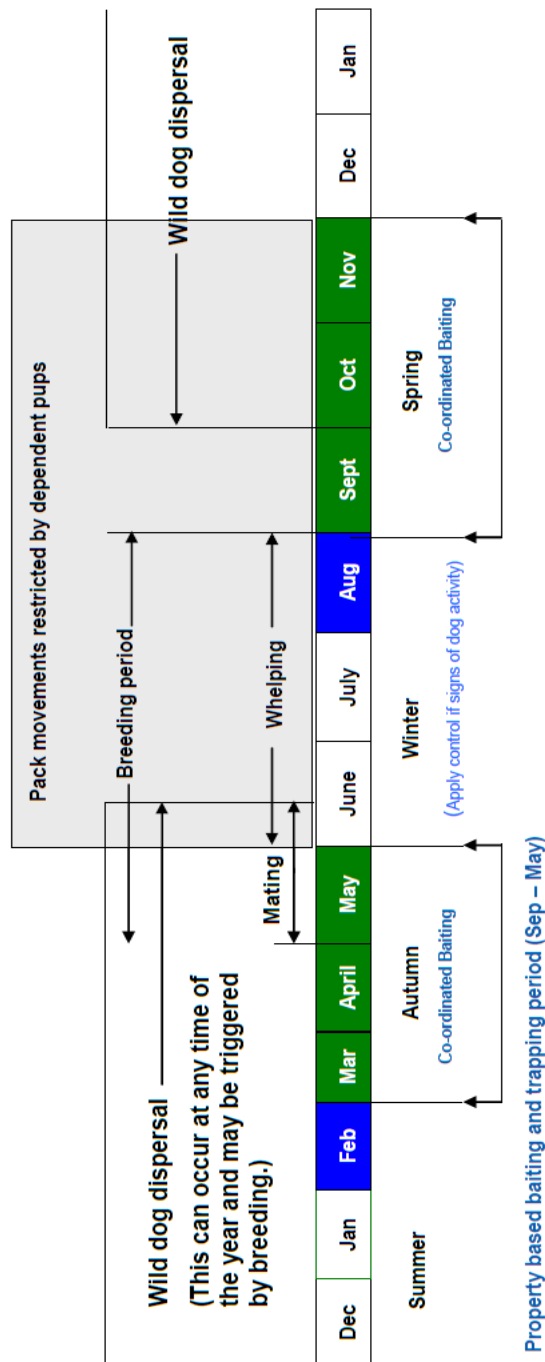 Pack movements restricted by dependent pups
Breeding period
Wild dog dispersal
Wild dog dispersal
(This can occur at any time of
the year and may be triggered
by breeding.)
Mating
Whelping
Dec
Jan
Feb
Mar
April
May
June
July
Aug
Sept
Oct
Nov
Dec
Jan
Summer
Autumn
Co-ordinated Baiting
Winter
(Apply control if signs of dog activity)
Spring
Co-ordinated Baiting
Property based baiting and trapping period (Sep – May)